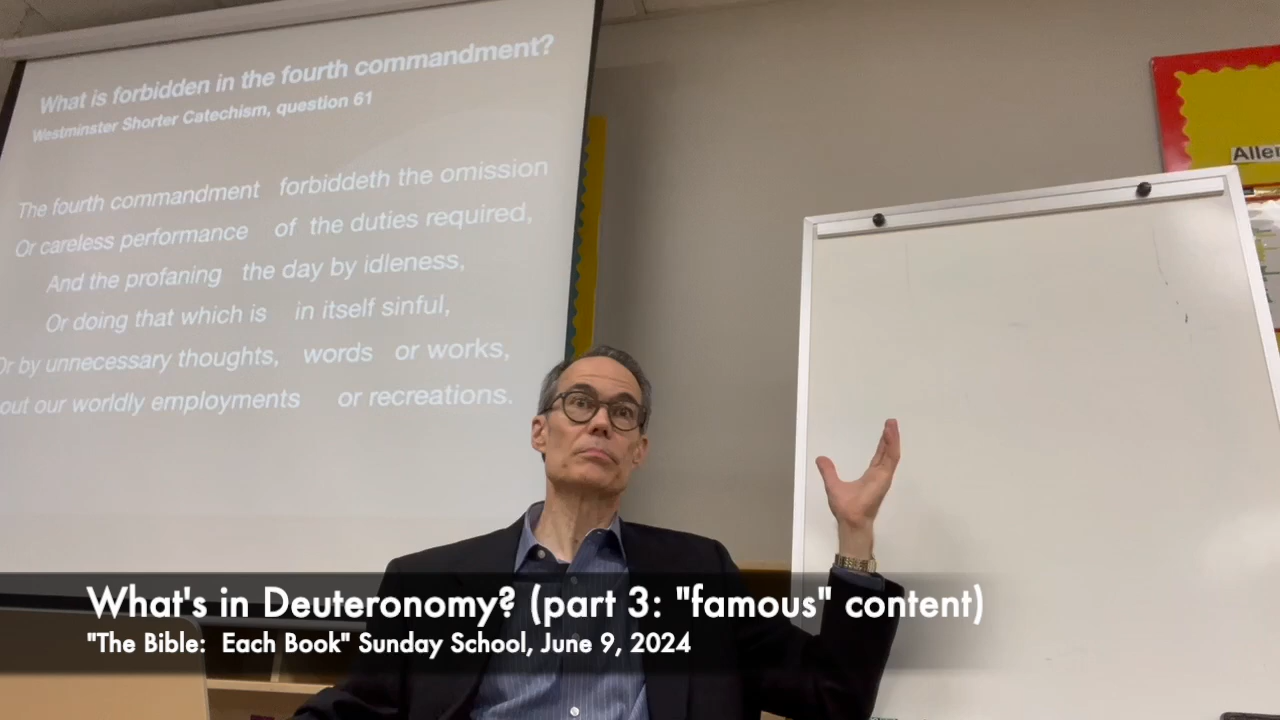 What is forbidden in the fourth commandment?
Westminster Shorter Catechism, question 61
The fourth commandment forbiddeth the omission
Or careless performance of the duties required,
And the profaning the day by idleness,
Or doing that which is in itself sinful,
Or by unnecessary thoughts, words or works,
out our worldly employments or recreations.
Aller
What's in Deuteronomy? (part 3: "famous" content)
"The Bible: Each Book" Sunday School, June 9, 2024